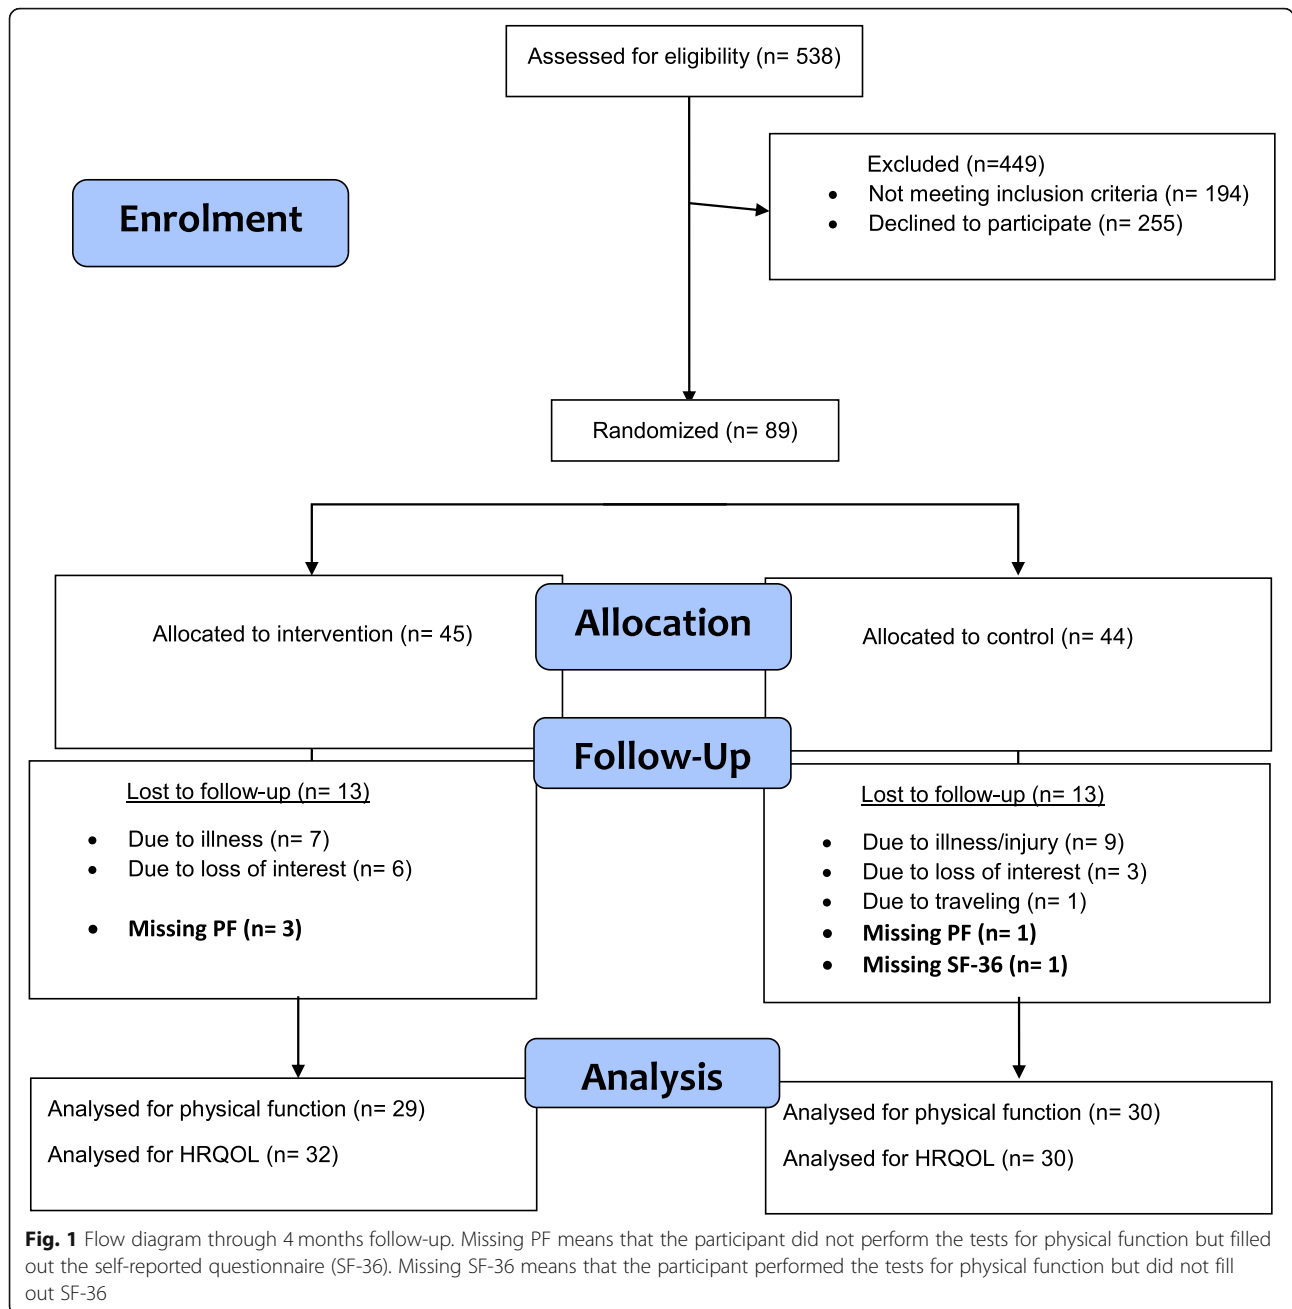 Assessed for eligibility (n= 538)
Excluded (n=449)
• Not meeting inclusion criteria (n= 194)
• Declined to participate (n= 255)
Enrolment
Randomized (n= 89)
Allocated to intervention (n= 45)
Allocation
Allocated to control (n= 44)
Follow-Up
Lost to follow-up (n= 13)
• Due to illness (n= 7)
• Due to loss of interest (n= 6)
• Missing PF (n= 3)
Lost to follow-up (n= 13)
• Due to illness/injury (n= 9)
• Due to loss of interest (n= 3)
• Due to traveling (n= 1)
• Missing PF (n= 1)
• Missing SF-36 (n= 1)
Analysis
Analysed for physical function (n= 29)
Analysed for HRQOL (n= 32)
Analysed for physical function (n= 30)
Analysed for HRQOL (n= 30)
Fig. 1 Flow diagram through 4 months follow-up. Missing PF means that the participant did not perform the tests for physical function but filled
out the self-reported questionnaire (SF-36). Missing SF-36 means that the participant performed the tests for physical function but did not fill
out SF-36